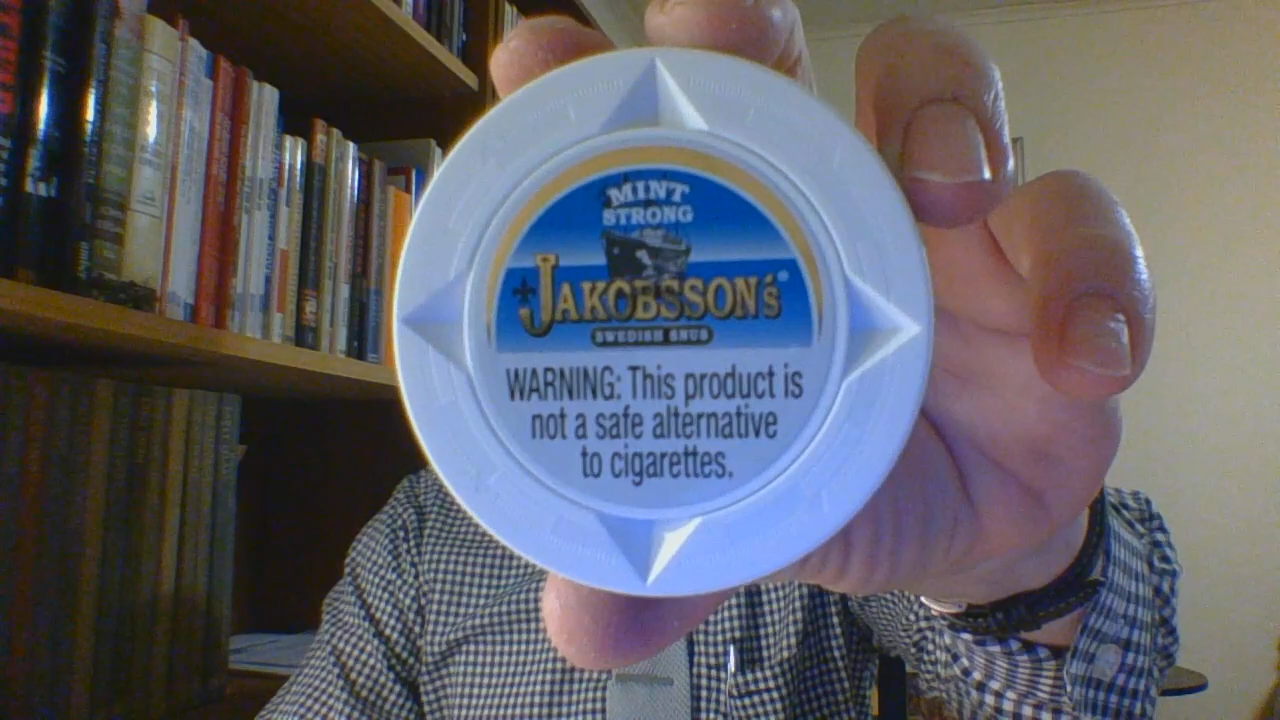 MINT
STRONG
JAKOBSSON'S®
SWEDISH SNUS
WARNING: This product is
not a safe alternative
to cigarettes.